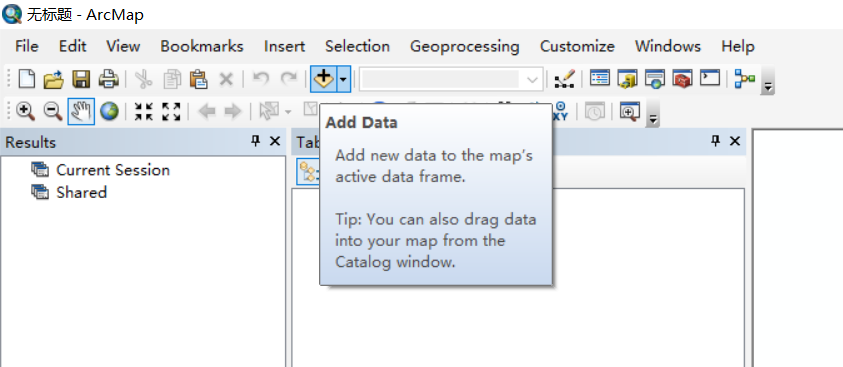 无标题 - ArcMap
File Edit View Bookmarks Insert Selection Geoprocessing Customize Windows Help
XY
Results
Current Session
Shared
Tab
Add Data
Add new data to the map's
active data frame.
Tip: You can also drag data
into your map from the
Catalog window.